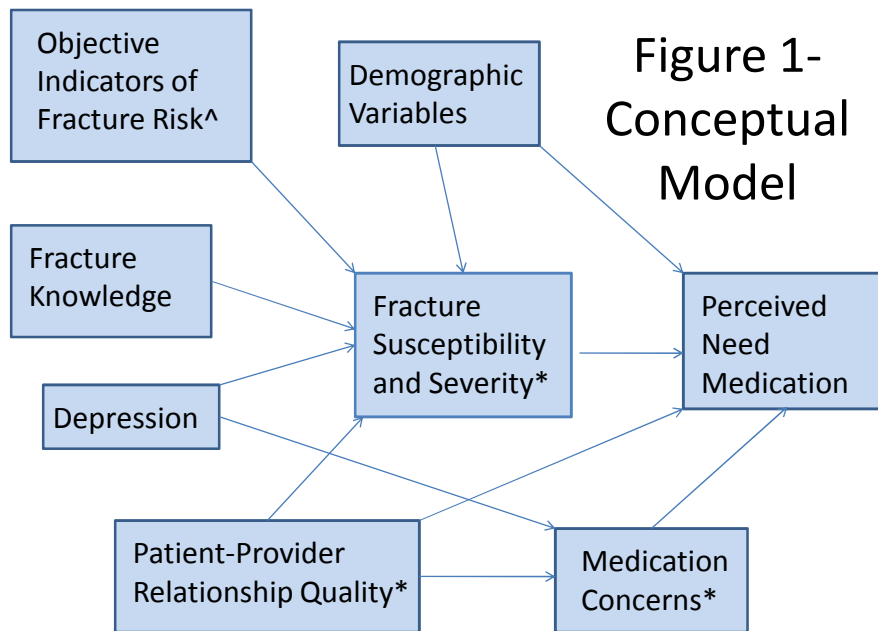 Objective
Indicators of
Fracture Risk^
Demographic
Variables
Figure 1-
Conceptual
Model
Fracture
Knowledge
Fracture
Susceptibility
and Severity*
Perceived
Need
Medication
Depression
Patient-Provider
Relationship Quality*
Medication
Concerns*